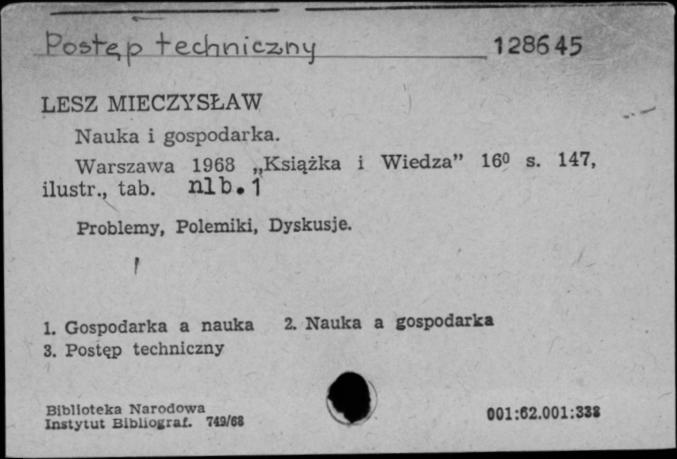 Postęp techniczny 128645
LESZ MIECZYSŁAW
Nauka i gospodarka.
Warszawa 1968 „Książka i Wiedza” 16⁰ s. 147,
ilustr., tab. nlb. 1
Problemy, Polemiki, Dyskusje.
1. Gospodarka a nauka 2. Nauka a gospodarka
3. Postęp techniczny
Biblioteka Narodowa
Instytut Bibliograf. 749/68
001:62.001:338